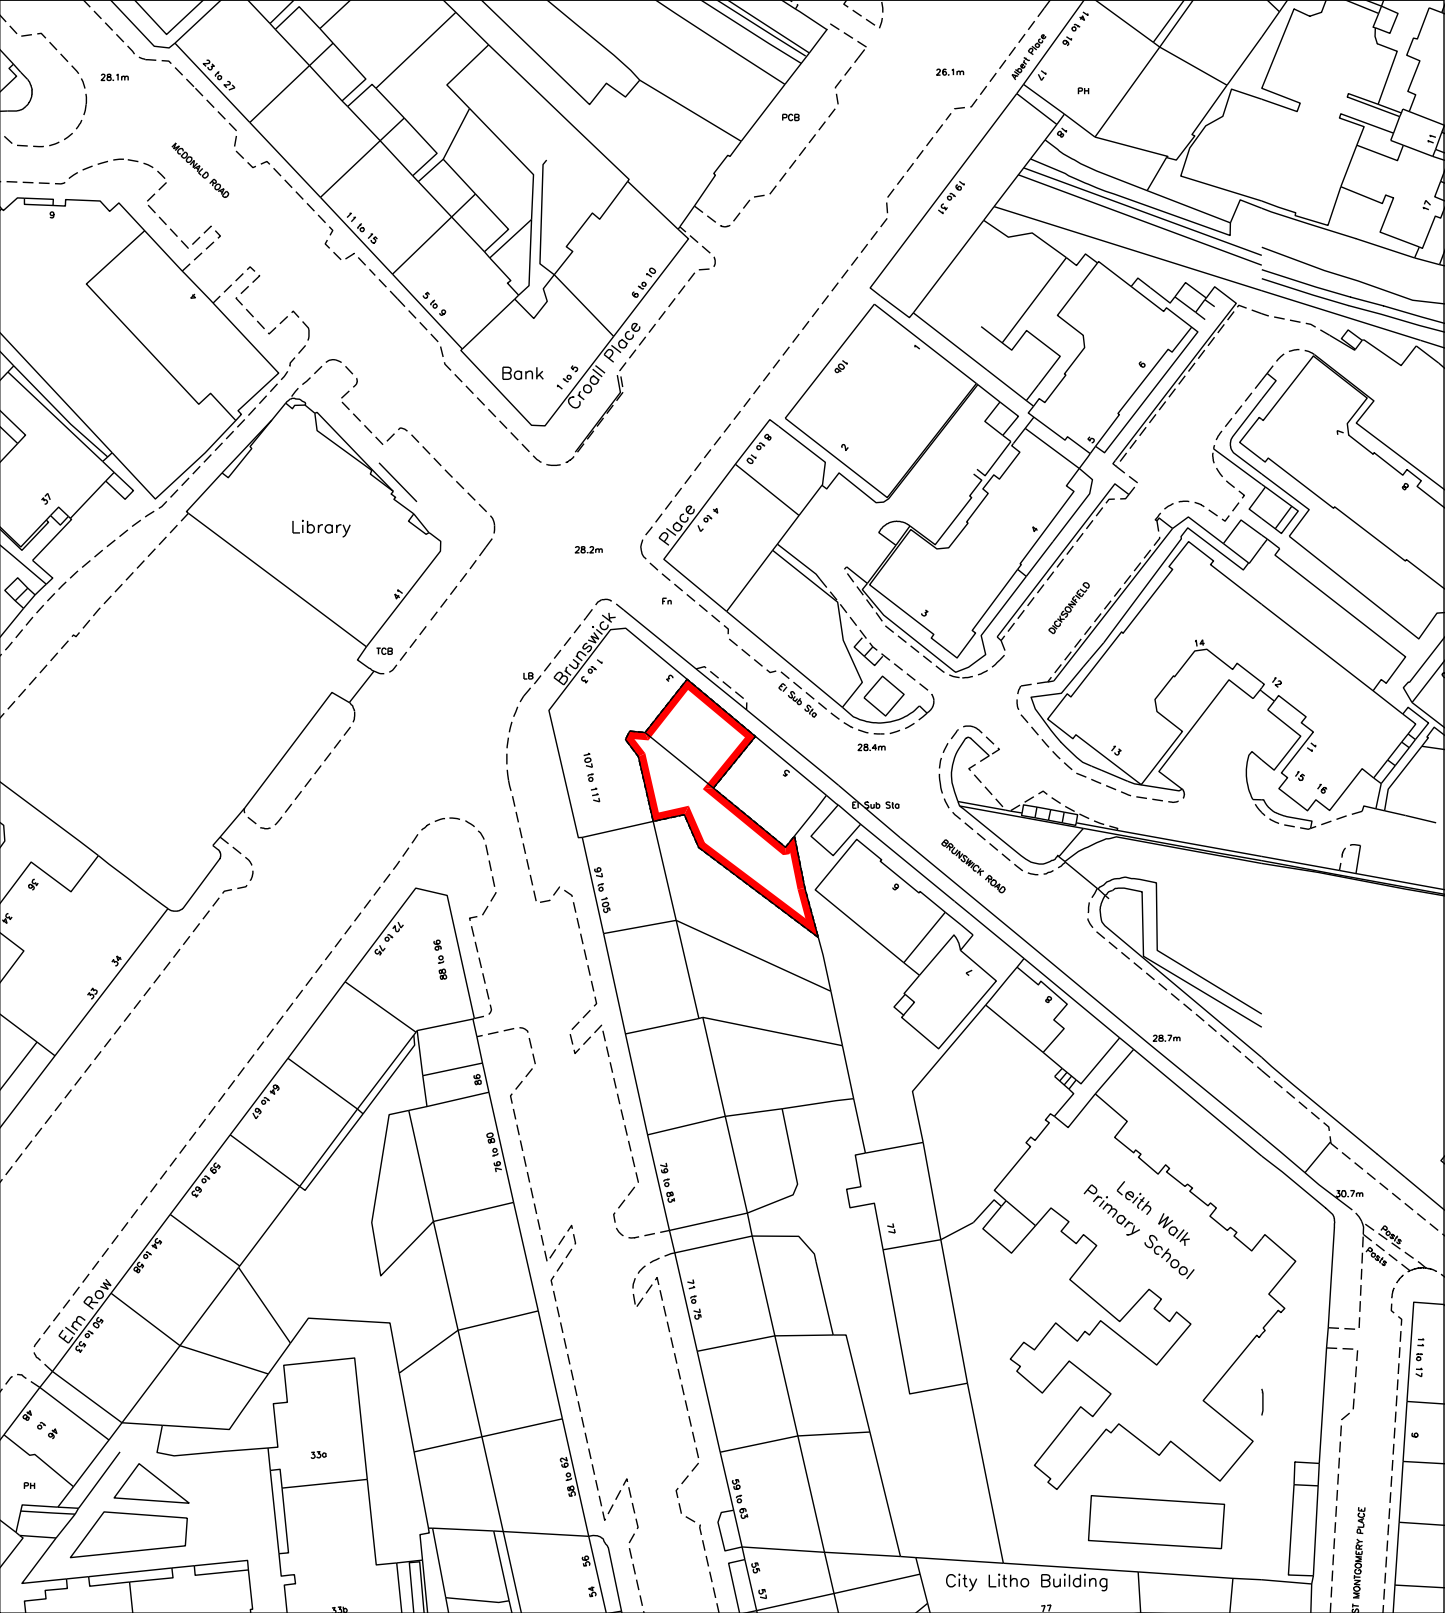 14 to 16
Albert Place
17
PH
26.1m
28.1m
23 to 27
PCB
18
11
MCDONALD ROAD
19 to 31
17
9
11 to 15
4
5 to 9
6 to 10
1
10b
6
Bank
1 to 5
Croall Place
7
8
5
2
8 to 10
37
Library
Place
4 to 7
4
28.2m
41
Fn
3
DICKSONFIELD
TCB
LB
Brunswick
1 to 3
3
14
12
El Sub Sta
28.4m
13
11
15
16
107 to 117
5
El Sub Sta
BRUNSWICK ROAD
36
34
97 to 105
9
72 to 75
96 to 88
34
33
7
8
28.7m
86
64 to 67
76 to 80
79 to 83
59 to 63
77
Leith Walk
Primary School
30.7m
Posts
Posts
54 to 58
71 to 75
Elm Row
50 to 53
11 to 17
48
to
46
33a
9
PH
58 to 62
59 to 63
56
54
55
57
City Litho Building
77
33b
ST MONTGOMERY PLACE